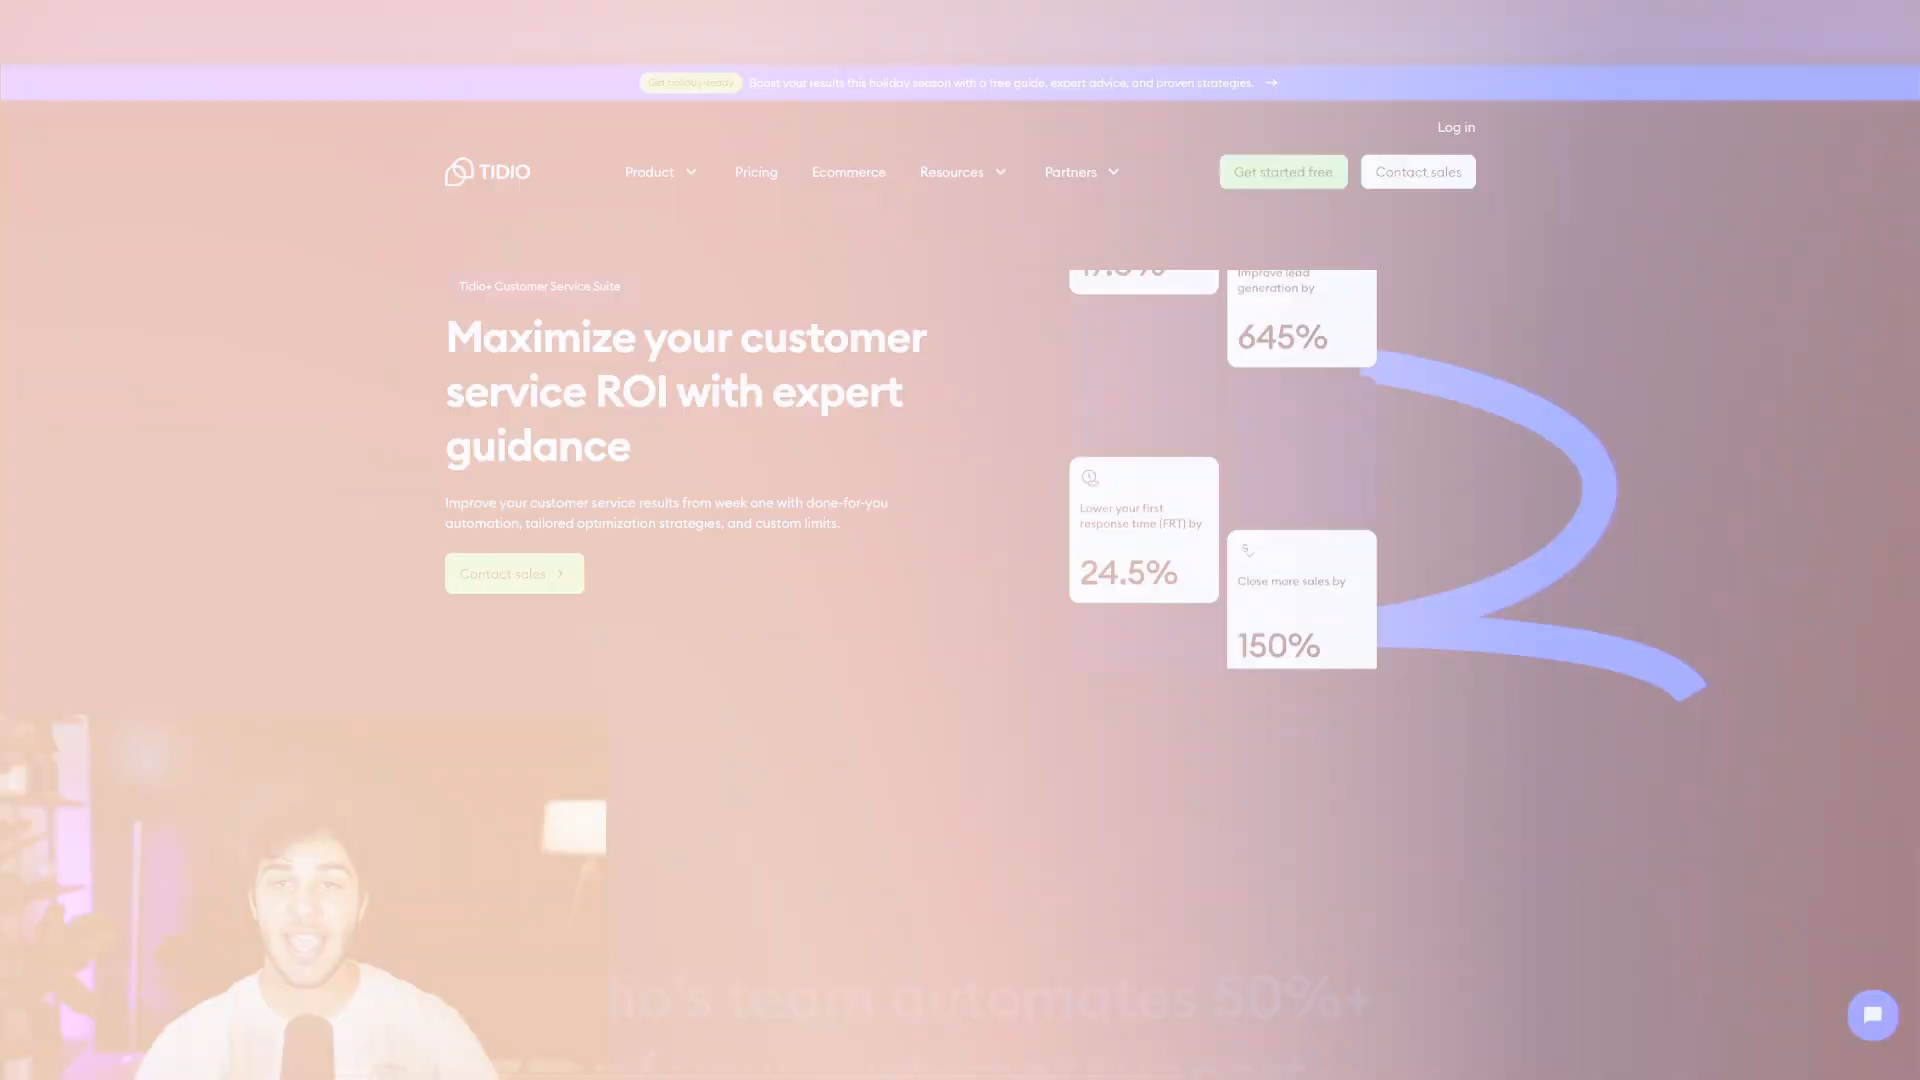 Get holiday-ready Boost your results this holiday season with a free guide, expert advice, and proven strategies.
Log in
TIDIO Product Pricing Ecommerce Resources Partners Get started free Contact sales
Tidio+ Customer Service Suite
Maximize your customer
service ROI with expert
guidance
Improve your customer service results from week one with done-for-you
automation, tailored optimization strategies, and custom limits.
Contact sales
Improve lead
generation by
645%
Lower your first
response time (FRT) by
24.5%
Close more sales by
150%
team automates 50%+